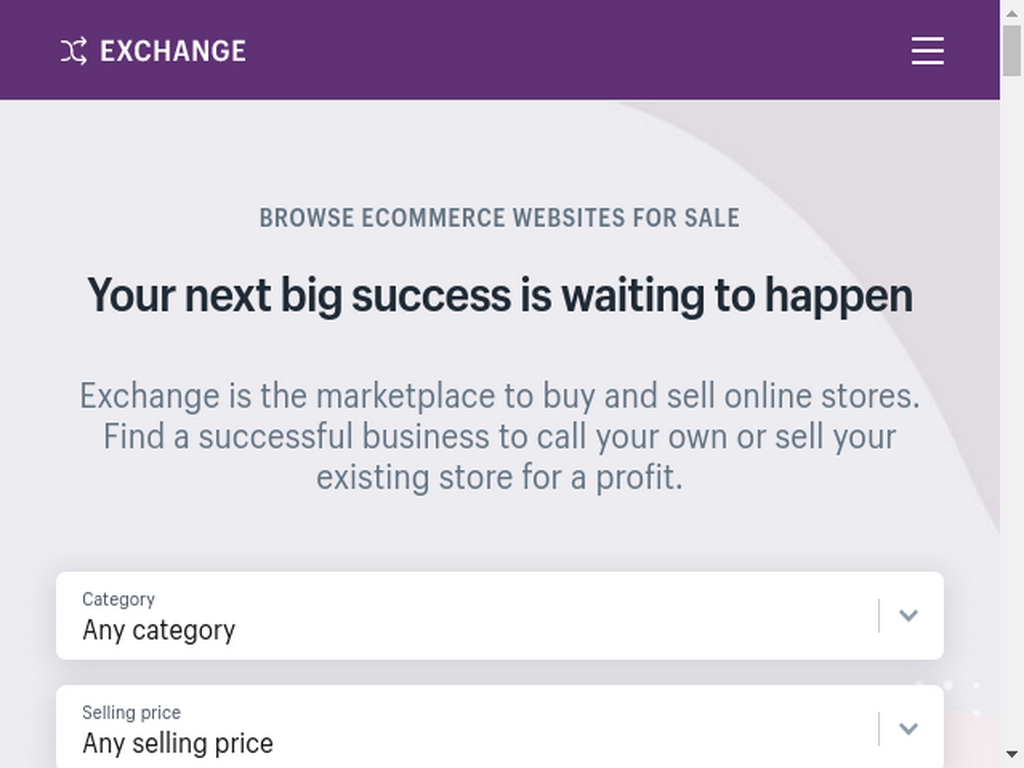 EXCHANGE
BROWSE ECOMMERCE WEBSITES FOR SALE
Your next big success is waiting to happen
Exchange is the marketplace to buy and sell online stores.
Find a successful business to call your own or sell your
existing store for a profit.
Category
Any category
Selling price
Any selling price